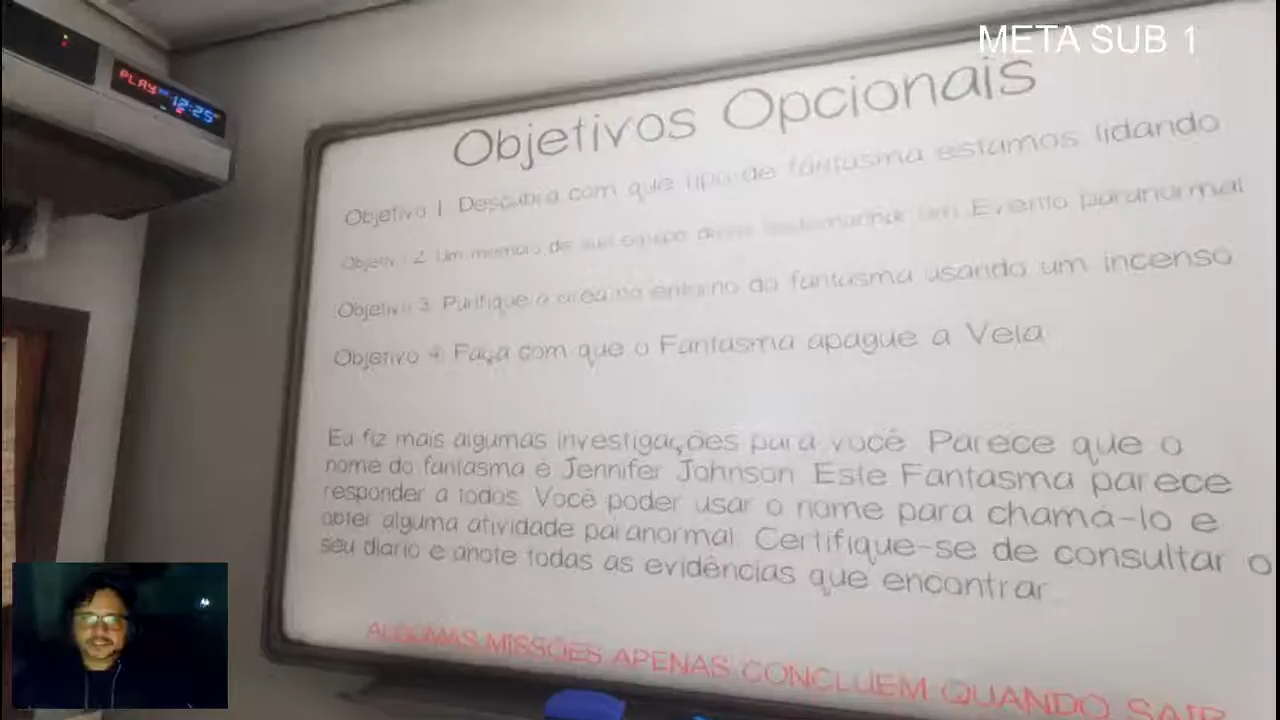 META SUB 1
PLAY 12:25
Objetivos Opcionais
Objetivo 1 Descubra com que tipo de fantasma estamos lidando
Objetivo 2 Um membro de sua equipe deve testemunhar um Evento paranormal
Objetivo 3 Purifique a area no entorno do fantasma usando um incenso
Objetivo 4 Faça com que o Fantasma apague a Vela
Eu fiz mais algumas investigações para você. Parece que o
nome do fantasma é Jennifer Johnson Este Fantasma parece
responder a todos. Você poder usar o nome para chamá-lo e
obter alguma atividade paranormal. Certifique-se de consultar o
seu diario e anote todas as evidências que encontrar
ALGUMAS MISSÕES APENAS CONCLUEM QUANDO SAIR